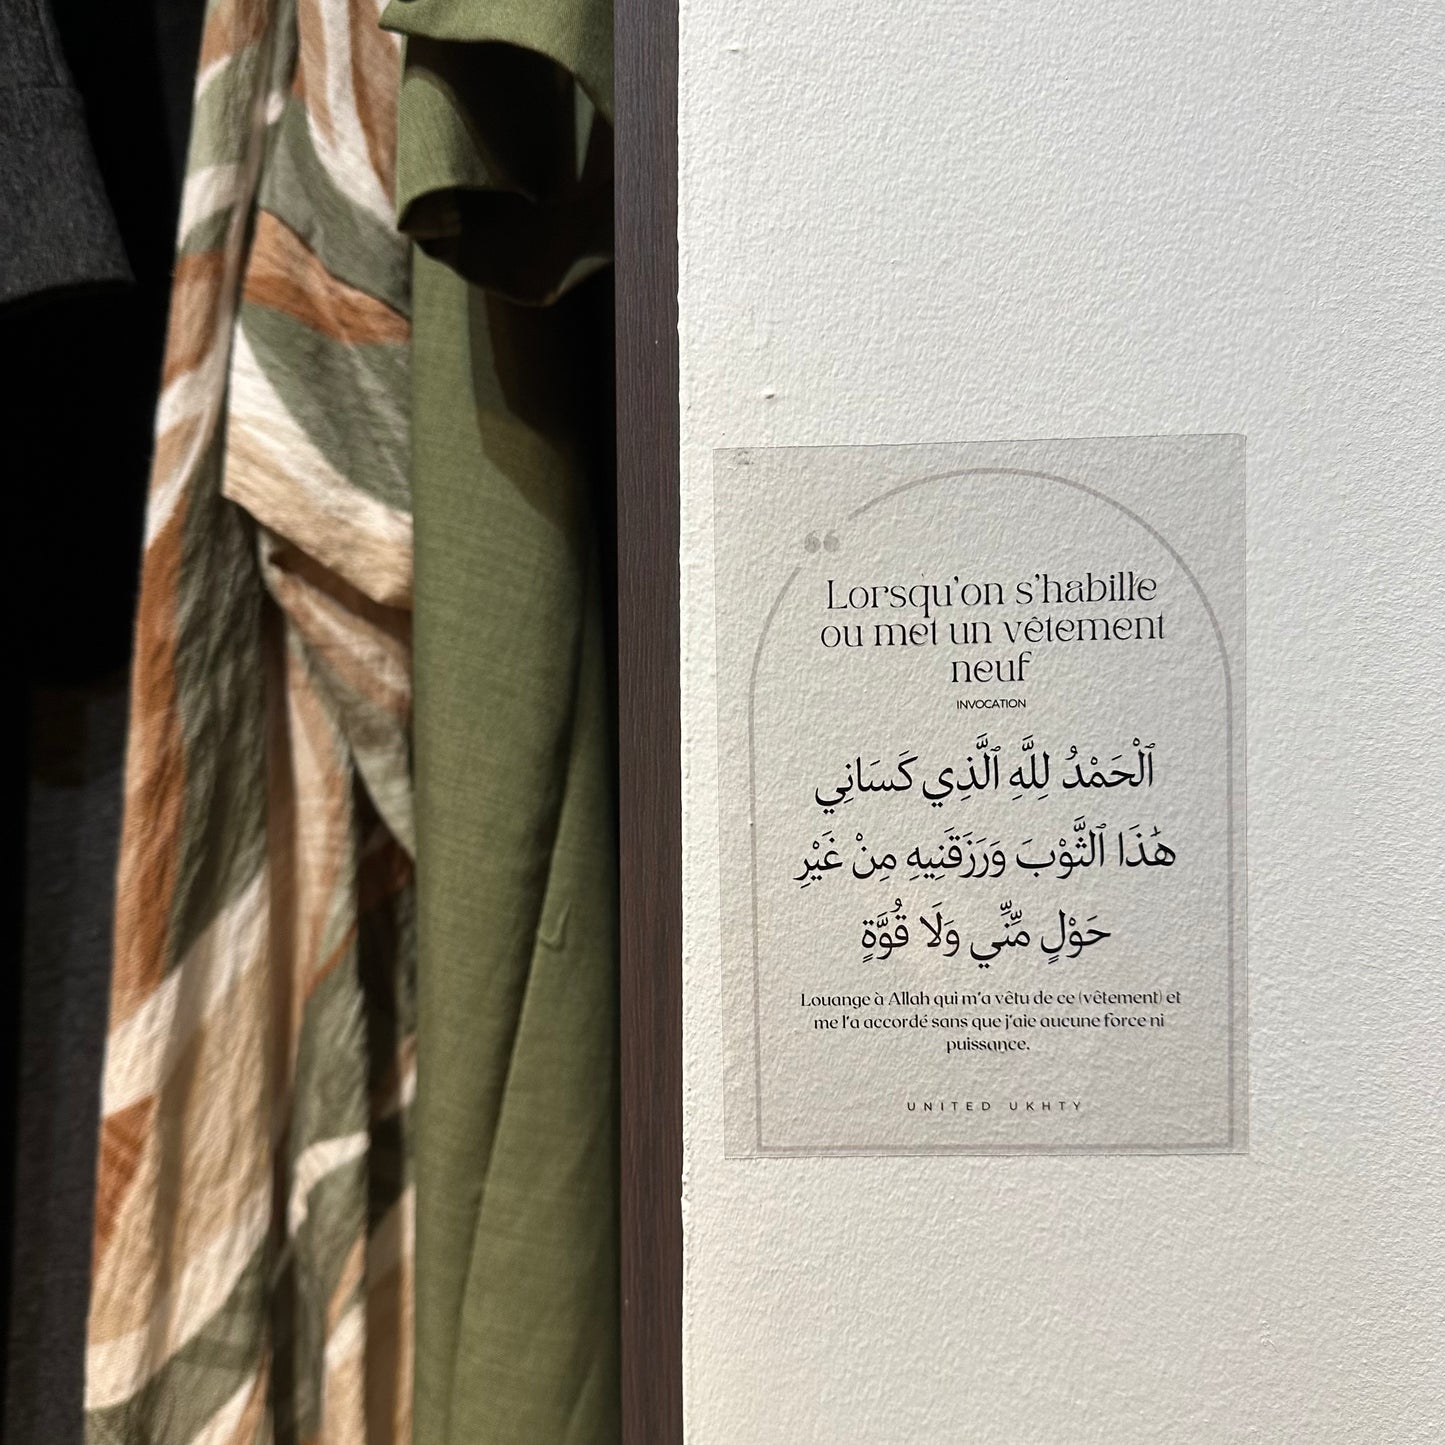 “
Lorsqu’on s’habille
ou met un vêtement
neuf
INVOCATION
ٱلْحَمْدُ لِلَّهِ ٱلَّذِي كَسَانِي
هَٰذَا ٱلثَّوْبَ وَرَزَقَنِيهِ مِنْ غَيْرِ
حَوْلٍ مِّنِّي وَلَا قُوَّةٍ
Louange à Allah qui m’a vêtu de ce (vêtement) et
me l’a accordé sans que j’aie aucune force ni
puissance.
UNITED UKHTY